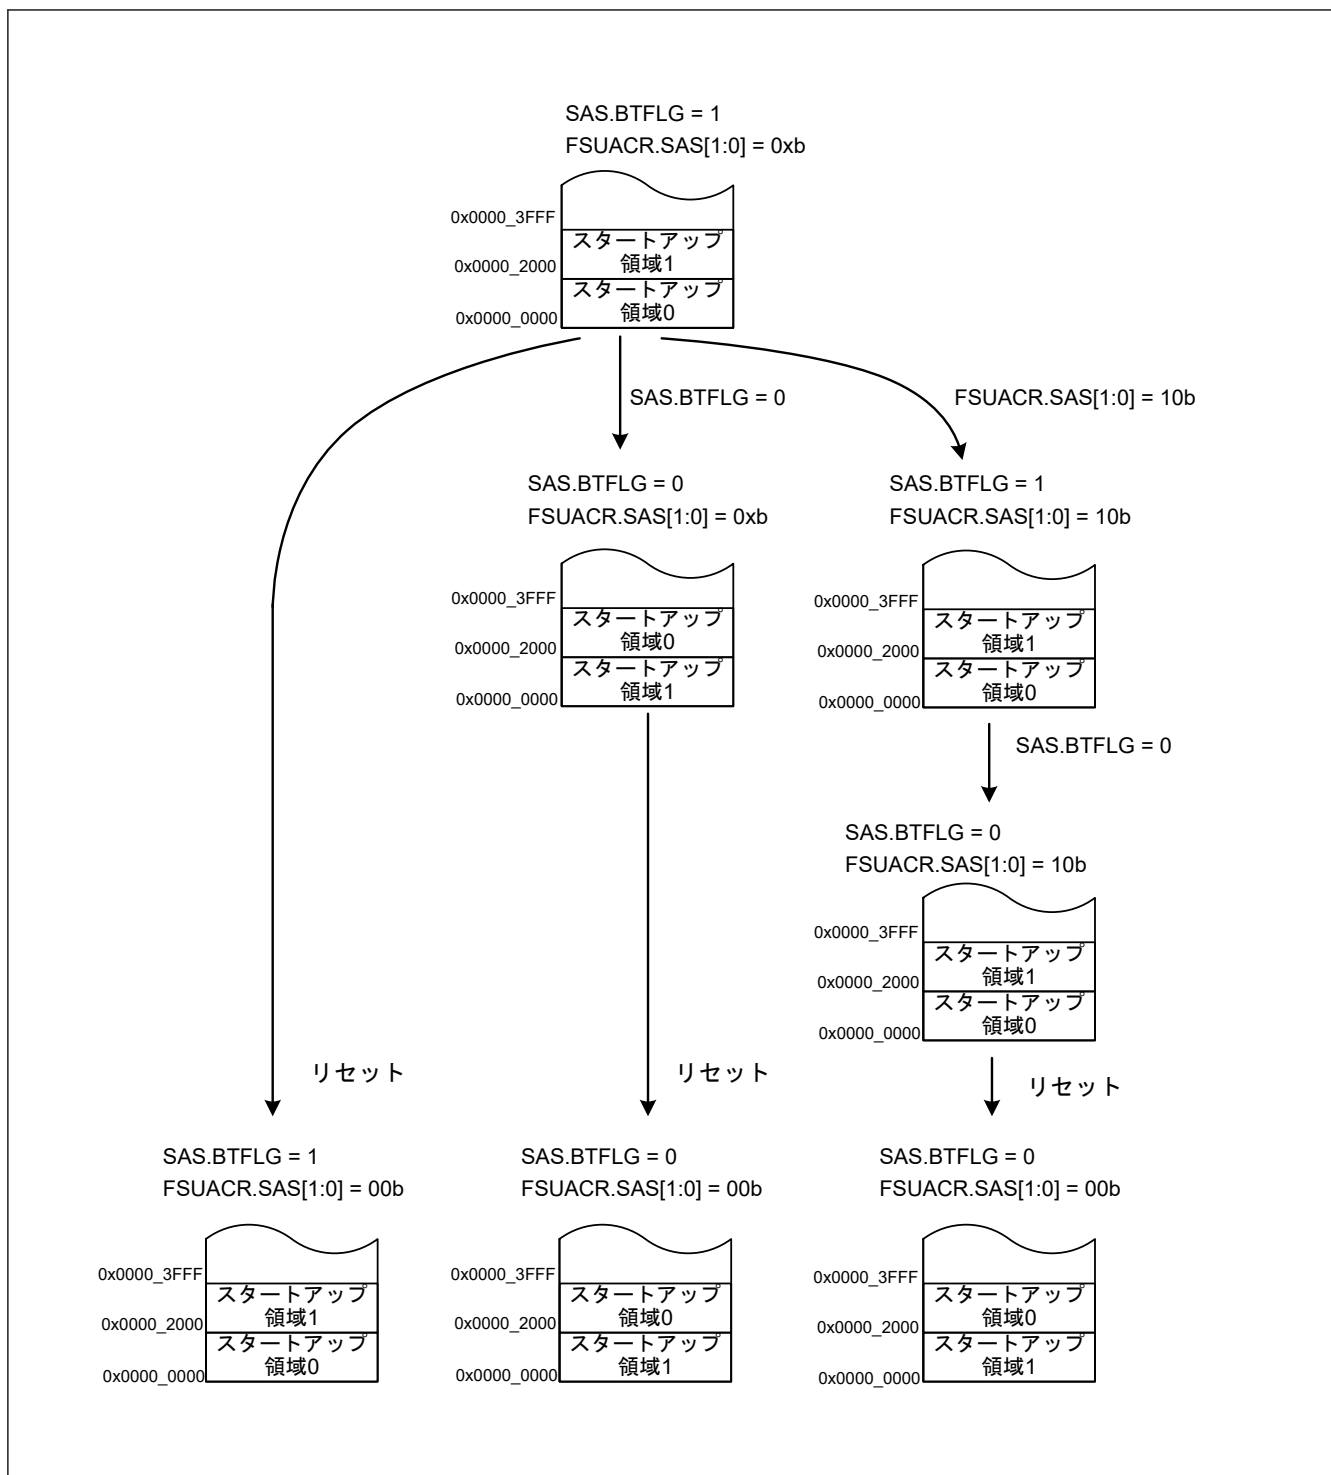 SAS.BTFLG = 1
FSUACR.SAS[1:0] = 0xb
0x0000_3FFF
スタートアップ
領域1
0x0000_2000
スタートアップ
領域0
0x0000_0000
SAS.BTFLG = 0
FSUACR.SAS[1:0] = 10b
SAS.BTFLG = 0
FSUACR.SAS[1:0] = 0xb
0x0000_3FFF
スタートアップ
領域0
0x0000_2000
スタートアップ
領域1
0x0000_0000
SAS.BTFLG = 1
FSUACR.SAS[1:0] = 10b
0x0000_3FFF
スタートアップ
領域1
0x0000_2000
スタートアップ
領域0
0x0000_0000
SAS.BTFLG = 0
SAS.BTFLG = 0
FSUACR.SAS[1:0] = 10b
0x0000_3FFF
スタートアップ
領域1
0x0000_2000
スタートアップ
領域0
0x0000_0000
リセット
リセット
リセット
SAS.BTFLG = 1
FSUACR.SAS[1:0] = 00b
0x0000_3FFF
スタートアップ
領域1
0x0000_2000
スタートアップ
領域0
0x0000_0000
SAS.BTFLG = 0
FSUACR.SAS[1:0] = 00b
0x0000_3FFF
スタートアップ
領域0
0x0000_2000
スタートアップ
領域1
0x0000_0000
SAS.BTFLG = 0
FSUACR.SAS[1:0] = 00b
0x0000_3FFF
スタートアップ
領域0
0x0000_2000
スタートアップ
領域1
0x0000_0000